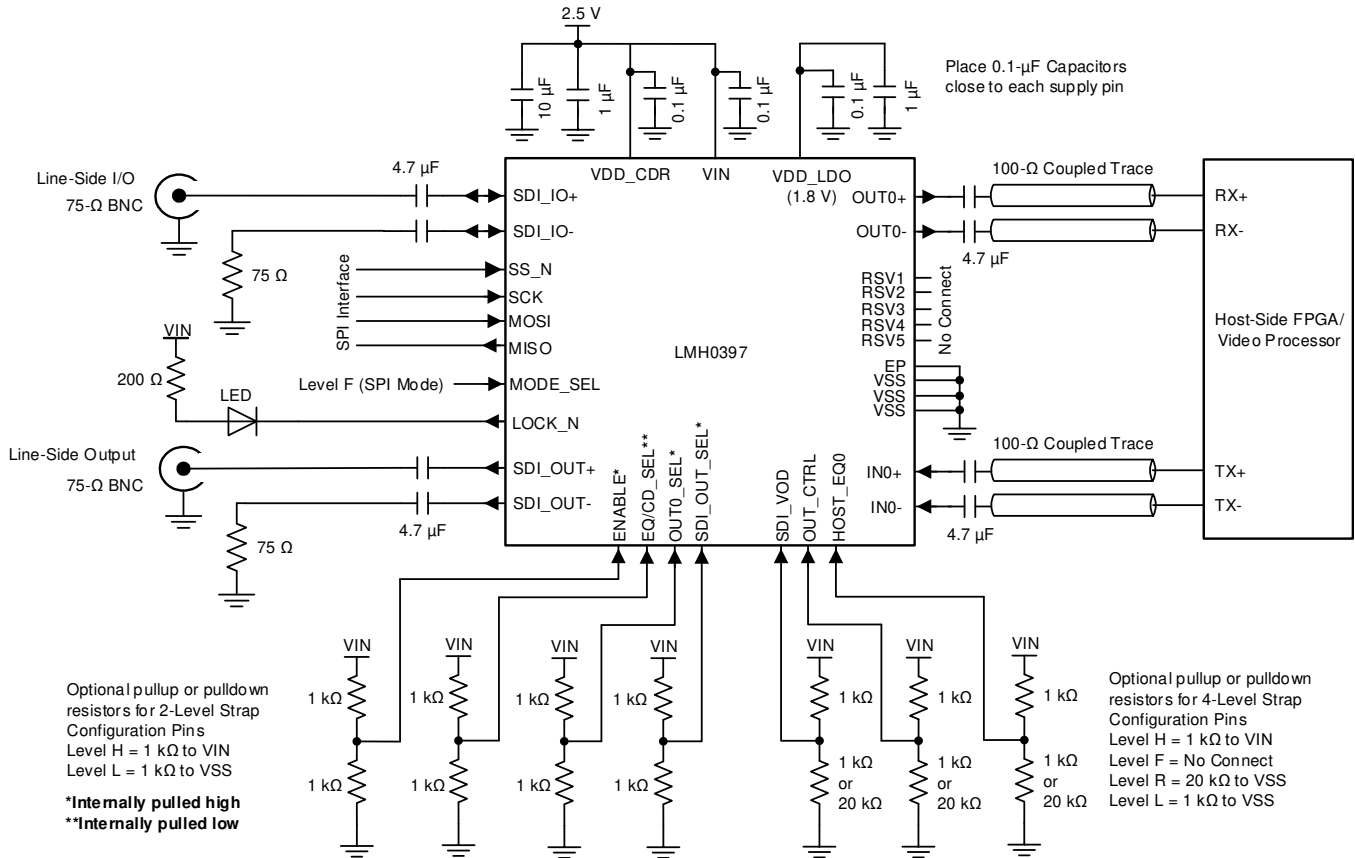 2.5 V
10 µF
1 µF
0.1 µF
0.1 µF
0.1 µF
1 µF
Place 0.1-µF Capacitors
close to each supply pin
VDD_CDR
VIN
VDD_LDO
(1.8 V)
Line-Side I/O
75-Ω BNC
4.7 µF
SDI_IO+
SDI_IO-
75 Ω
SPI Interface
SS_N
SCK
MOSI
MISO
Level F (SPI Mode)
MODE_SEL
VIN
200 Ω
LED
LOCK_N
Line-Side Output
75-Ω BNC
SDI_OUT+
SDI_OUT-
4.7 µF
75 Ω
LMH0397
OUT0+
OUT0-
100-Ω Coupled Trace
4.7 µF
RX+
RX-
RSV1
RSV2
RSV3
RSV4
RSV5
No Connect
EP
VSS
VSS
VSS
Host-Side FPGA/
Video Processor
100-Ω Coupled Trace
IN0+
IN0-
4.7 µF
TX+
TX-
ENABLE*
EQ/CD_SEL**
OUT0_SEL*
SDI_OUT_SEL*
SDI_VOD
OUT_CTRL
HOST_EQ0
VIN
VIN
VIN
VIN
VIN
VIN
VIN
1 kΩ
1 kΩ
1 kΩ
1 kΩ
1 kΩ
1 kΩ
1 kΩ
1 kΩ
1 kΩ
1 kΩ
1 kΩ
1 kΩ
or
20 kΩ
1 kΩ
or
20 kΩ
1 kΩ
or
20 kΩ
Optional pullup or pulldown
resistors for 2-Level Strap
Configuration Pins
Level H = 1 kΩ to VIN
Level L = 1 kΩ to VSS
*Internally pulled high
**Internally pulled low
Optional pullup or pulldown
resistors for 4-Level Strap
Configuration Pins
Level H = 1 kΩ to VIN
Level F = No Connect
Level R = 20 kΩ to VSS
Level L = 1 kΩ to VSS